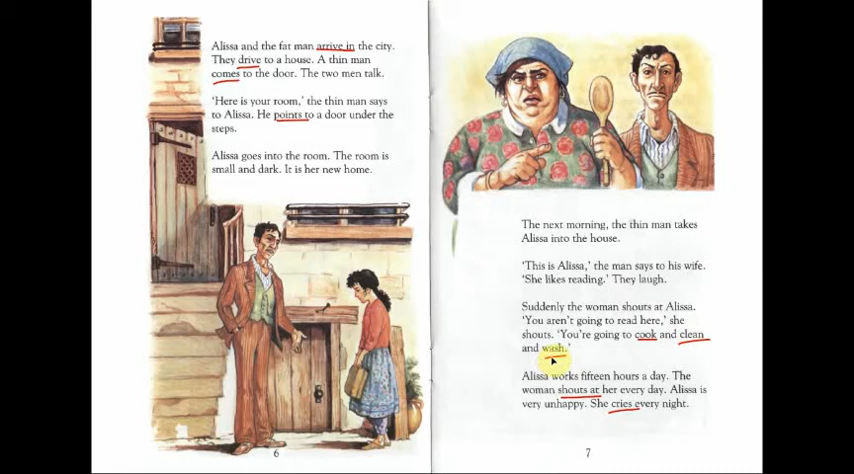 Alissa and the fat man arrive in the city.
They drive to a house. A thin man
comes to the door. The two men talk.
‘Here is your room,’ the thin man says
to Alissa. He points to a door under the
steps.
Alissa goes into the room. The room is
small and dark. It is her new home.
6
The next morning, the thin man takes
Alissa into the house.
‘This is Alissa,’ the man says to his wife.
‘She likes reading.’ They laugh.
Suddenly the woman shouts at Alissa.
‘You aren’t going to read here,’ she
shouts. ‘You’re going to cook and clean
and wash.’
Alissa works fifteen hours a day. The
woman shouts at her every day. Alissa is
very unhappy. She cries every night.
7